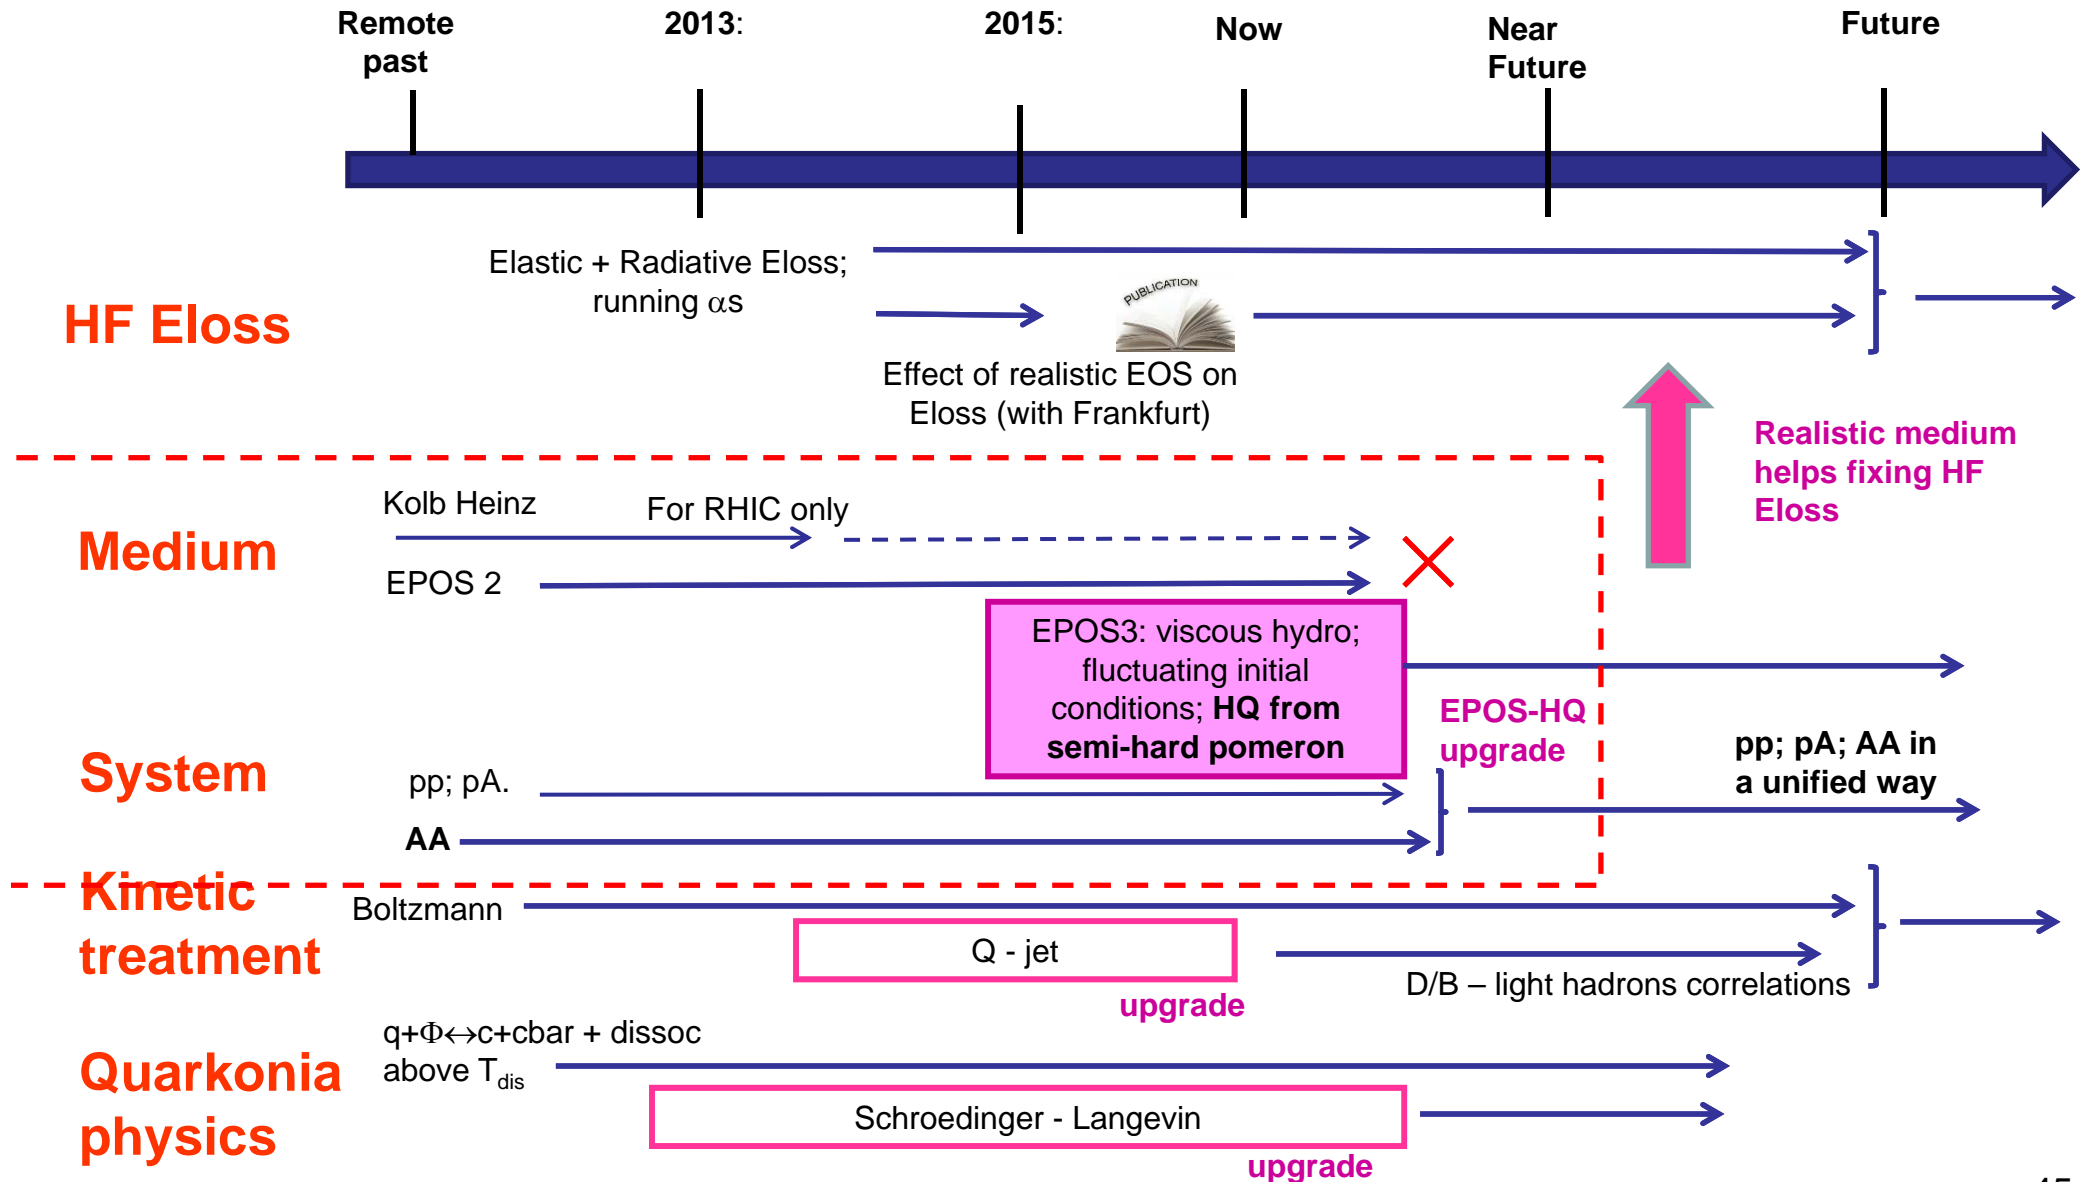 Remote
past
2013:
2015:
Now
Near
Future
Future
HF Eloss
Elastic + Radiative Eloss;
running αs
PUBLICATION
Effect of realistic EOS on
Eloss (with Frankfurt)
Realistic medium
helps fixing HF
Eloss
Medium
Kolb Heinz
For RHIC only
EPOS 2
EPOS3: viscous hydro;
fluctuating initial
conditions; HQ from
semi-hard pomeron
EPOS-HQ
upgrade
System
pp; pA.
AA
pp; pA; AA in
a unified way
Kinetic
treatment
Boltzmann
Q - jet
upgrade
D/B – light hadrons correlations
Quarkonia
physics
q+Φ↔c+cbar + dissoc
above Tdis
Schroedinger - Langevin
upgrade